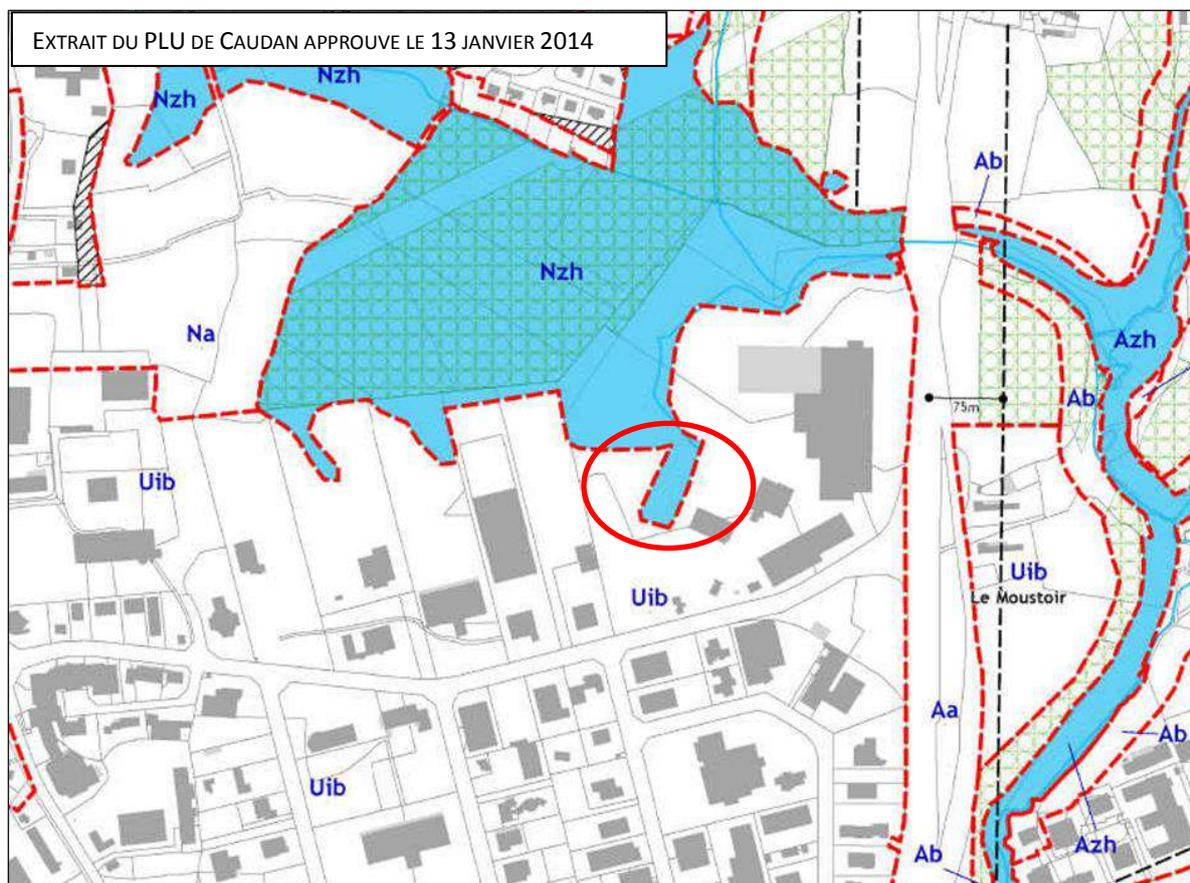 EXTRAIT DU PLU DE CAUDAN APPROUVE LE 13 JANVIER 2014
Nzh
Nzh
Ab
Nzh
Na
Azh
Ab
75m
Uib
Uib
Uib
Le Moustoir
Aa
Ab
Uib
Ab
Azh